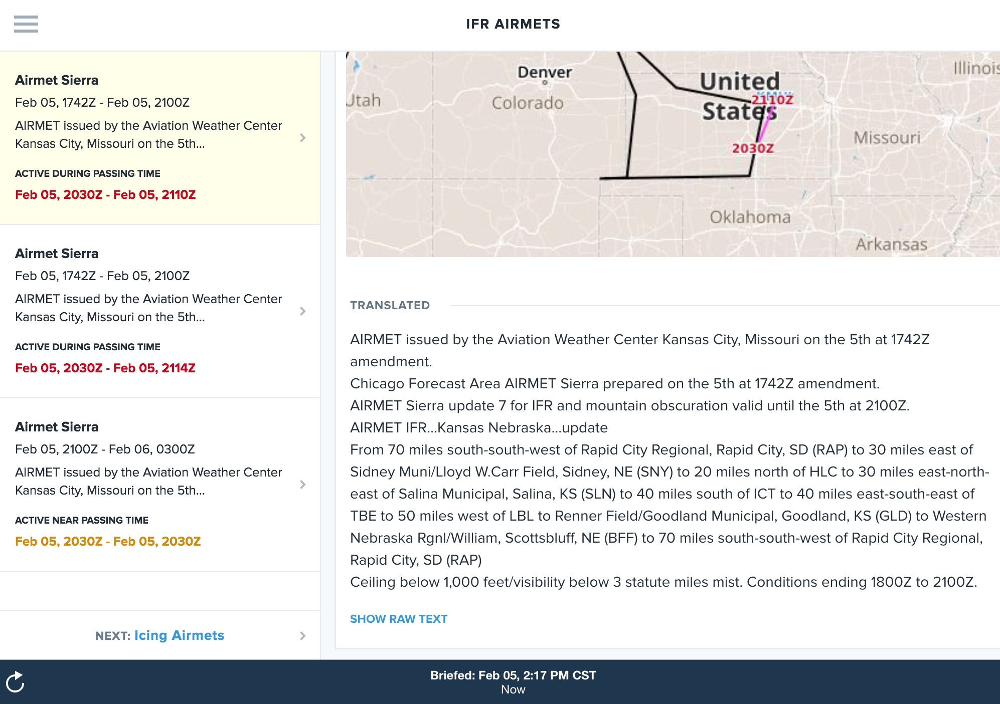 IFR AIRMETS
Airmet Sierra
Feb 05, 1742Z - Feb 05, 2100Z
AIRMET issued by the Aviation Weather Center
Kansas City, Missouri on the 5th...
ACTIVE DURING PASSING TIME
Feb 05, 2030Z - Feb 05, 2110Z
Airmet Sierra
Feb 05, 1742Z - Feb 05, 2100Z
AIRMET issued by the Aviation Weather Center
Kansas City, Missouri on the 5th...
ACTIVE DURING PASSING TIME
Feb 05, 2030Z - Feb 05, 2114Z
Airmet Sierra
Feb 05, 2100Z - Feb 06, 0300Z
AIRMET issued by the Aviation Weather Center
Kansas City, Missouri on the 5th...
ACTIVE NEAR PASSING TIME
Feb 05, 2030Z - Feb 05, 2030Z
NEXT: Icing Airmets
Denver
Utah
Colorado
United
States
2110Z
2030Z
Illinois
Missouri
Oklahoma
Arkansas
TRANSLATED
AIRMET issued by the Aviation Weather Center Kansas City, Missouri on the 5th at 1742Z
amendment.
Chicago Forecast Area AIRMET Sierra prepared on the 5th at 1742Z amendment.
AIRMET Sierra update 7 for IFR and mountain obscuration valid until the 5th at 2100Z.
AIRMET IFR...Kansas Nebraska...update
From 70 miles south-south-west of Rapid City Regional, Rapid City, SD (RAP) to 30 miles east of
Sidney Muni/Lloyd W.Carr Field, Sidney, NE (SNY) to 20 miles north of HLC to 30 miles east-north-
east of Salina Municipal, Salina, KS (SLN) to 40 miles south of ICT to 40 miles east-south-east of
TBE to 50 miles west of LBL to Renner Field/Goodland Municipal, Goodland, KS (GLD) to Western
Nebraska Rgnl/William, Scottsbluff, NE (BFF) to 70 miles south-south-west of Rapid City Regional,
Rapid City, SD (RAP)
Ceiling below 1,000 feet/visibility below 3 statute miles mist. Conditions ending 1800Z to 2100Z.
SHOW RAW TEXT
Briefed: Feb 05, 2:17 PM CST
Now